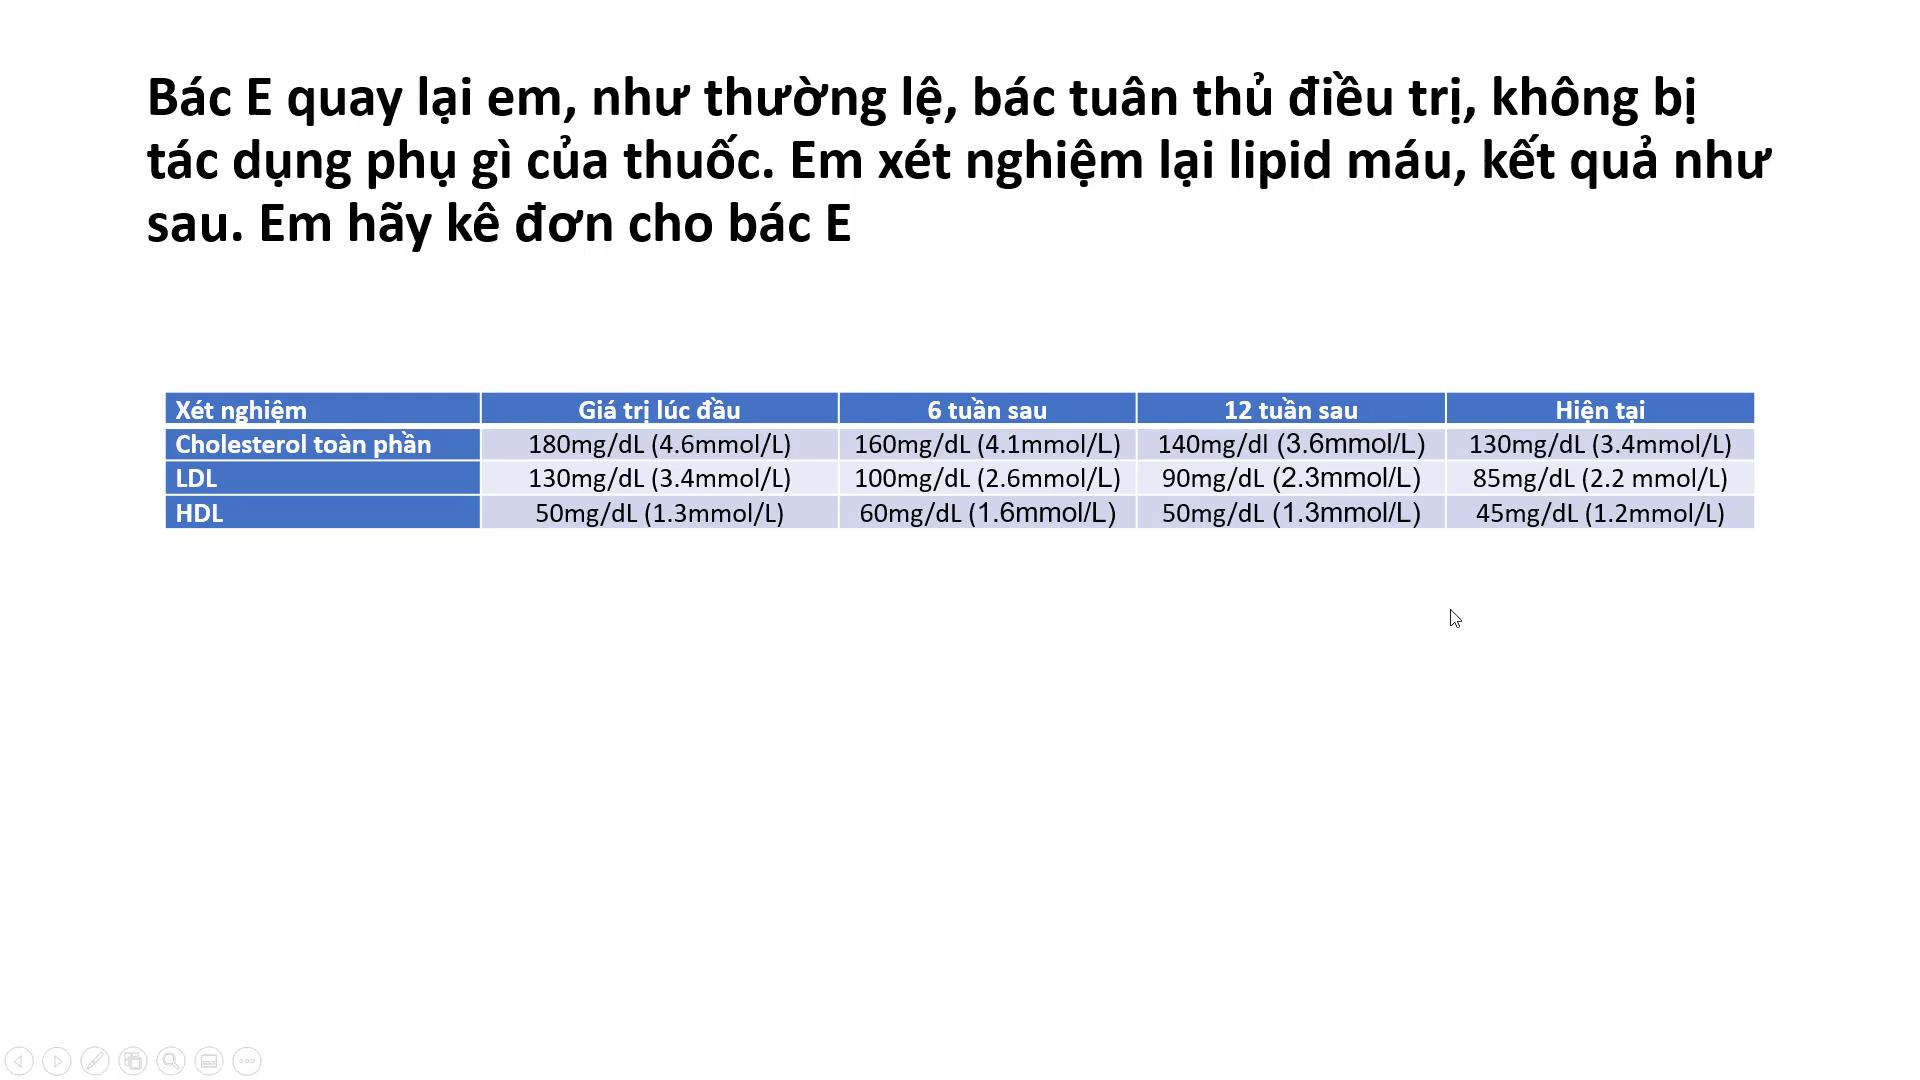 Bác E quay lại em, như thường lệ, bác tuân thủ điều trị, không bị
tác dụng phụ gì của thuốc. Em xét nghiệm lại lipid máu, kết quả như
sau. Em hãy kê đơn cho bác E
Xét nghiệm Giá trị lúc đầu 6 tuần sau 12 tuần sau Hiện tại
Cholesterol toàn phần 180mg/dL (4.6mmol/L) 160mg/dL (4.1mmol/L) 140mg/dl (3.6mmol/L) 130mg/dL (3.4mmol/L)
LDL 130mg/dL (3.4mmol/L) 100mg/dL (2.6mmol/L) 90mg/dL (2.3mmol/L) 85mg/dL (2.2 mmol/L)
HDL 50mg/dL (1.3mmol/L) 60mg/dL (1.6mmol/L) 50mg/dL (1.3mmol/L) 45mg/dL (1.2mmol/L)